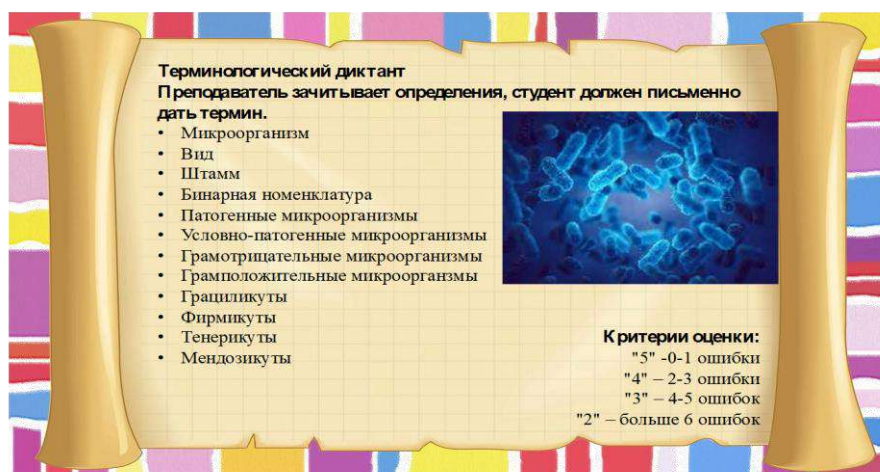 Терминологический диктант
Преподаватель зачитывает определения, студент должен письменно
дать термин.
• Микроорганизм
• Вид
• Штамм
• Бинарная номенклатура
• Патогенные микроорганизмы
• Условно-патогенные микроорганизмы
• Грамотрицательные микроорганизмы
• Грамположительные микроорганзмы
• Грациликуты
• Фирмикуты
• Тенерикуты
• Мендозикуты
Критерии оценки:
"5" -0-1 ошибки
"4" – 2-3 ошибки
"3" – 4-5 ошибок
"2" – больше 6 ошибок